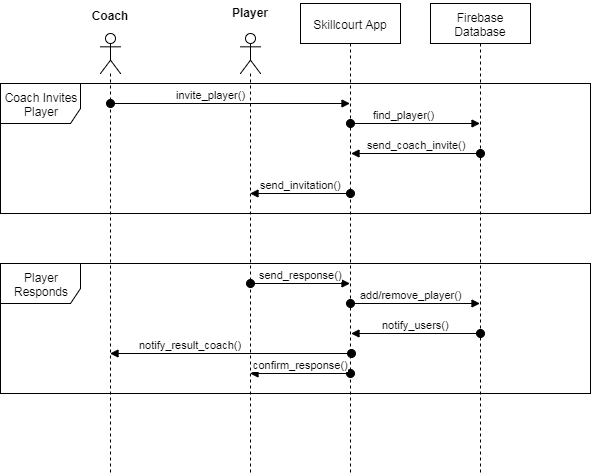 Coach
Player
Skillcourt App
Firebase
Database
Coach Invites
Player
invite_player()
find_player()
send_coach_invite()
send_invitation()
Player
Responds
send_response()
add/remove_player()
notify_users()
notify_result_coach()
confirm_response()